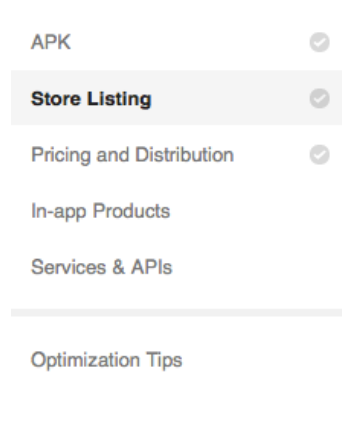 APK
Store Listing
Pricing and Distribution
In-app Products
Services & APIs
Optimization Tips